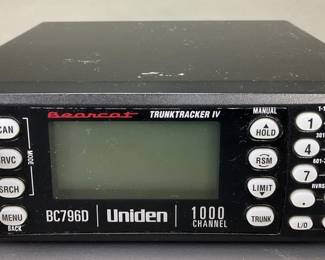 Bearcat TRUNKTRACKER IV MANUAL
CAN HOLD 1
RVC MODE RSM 4
SRCH LIMIT 7
MENU BC796D Uniden 1000 CHANNEL TRUNK L/O
BACK